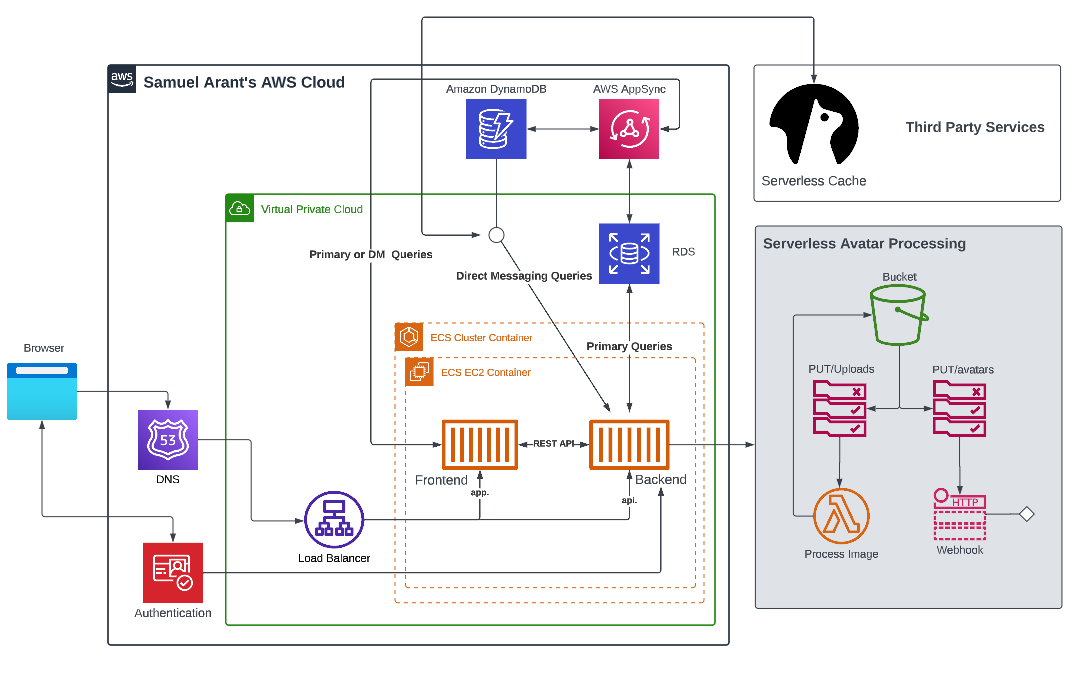 aws
Samuel Arant's AWS Cloud
Amazon DynamoDB
AWS AppSync
Third Party Services
Serverless Cache
Virtual Private Cloud
Primary or DM Queries
RDS
Serverless Avatar Processing
Direct Messaging Queries
Bucket
ECS Cluster Container
Primary Queries
Browser
ECS EC2 Container
PUT/Uploads
PUT/avatars
53
REST API
DNS
Frontend
Backend
app.
api.
HTTP
Load Balancer
Process Image
Webhook
Authentication